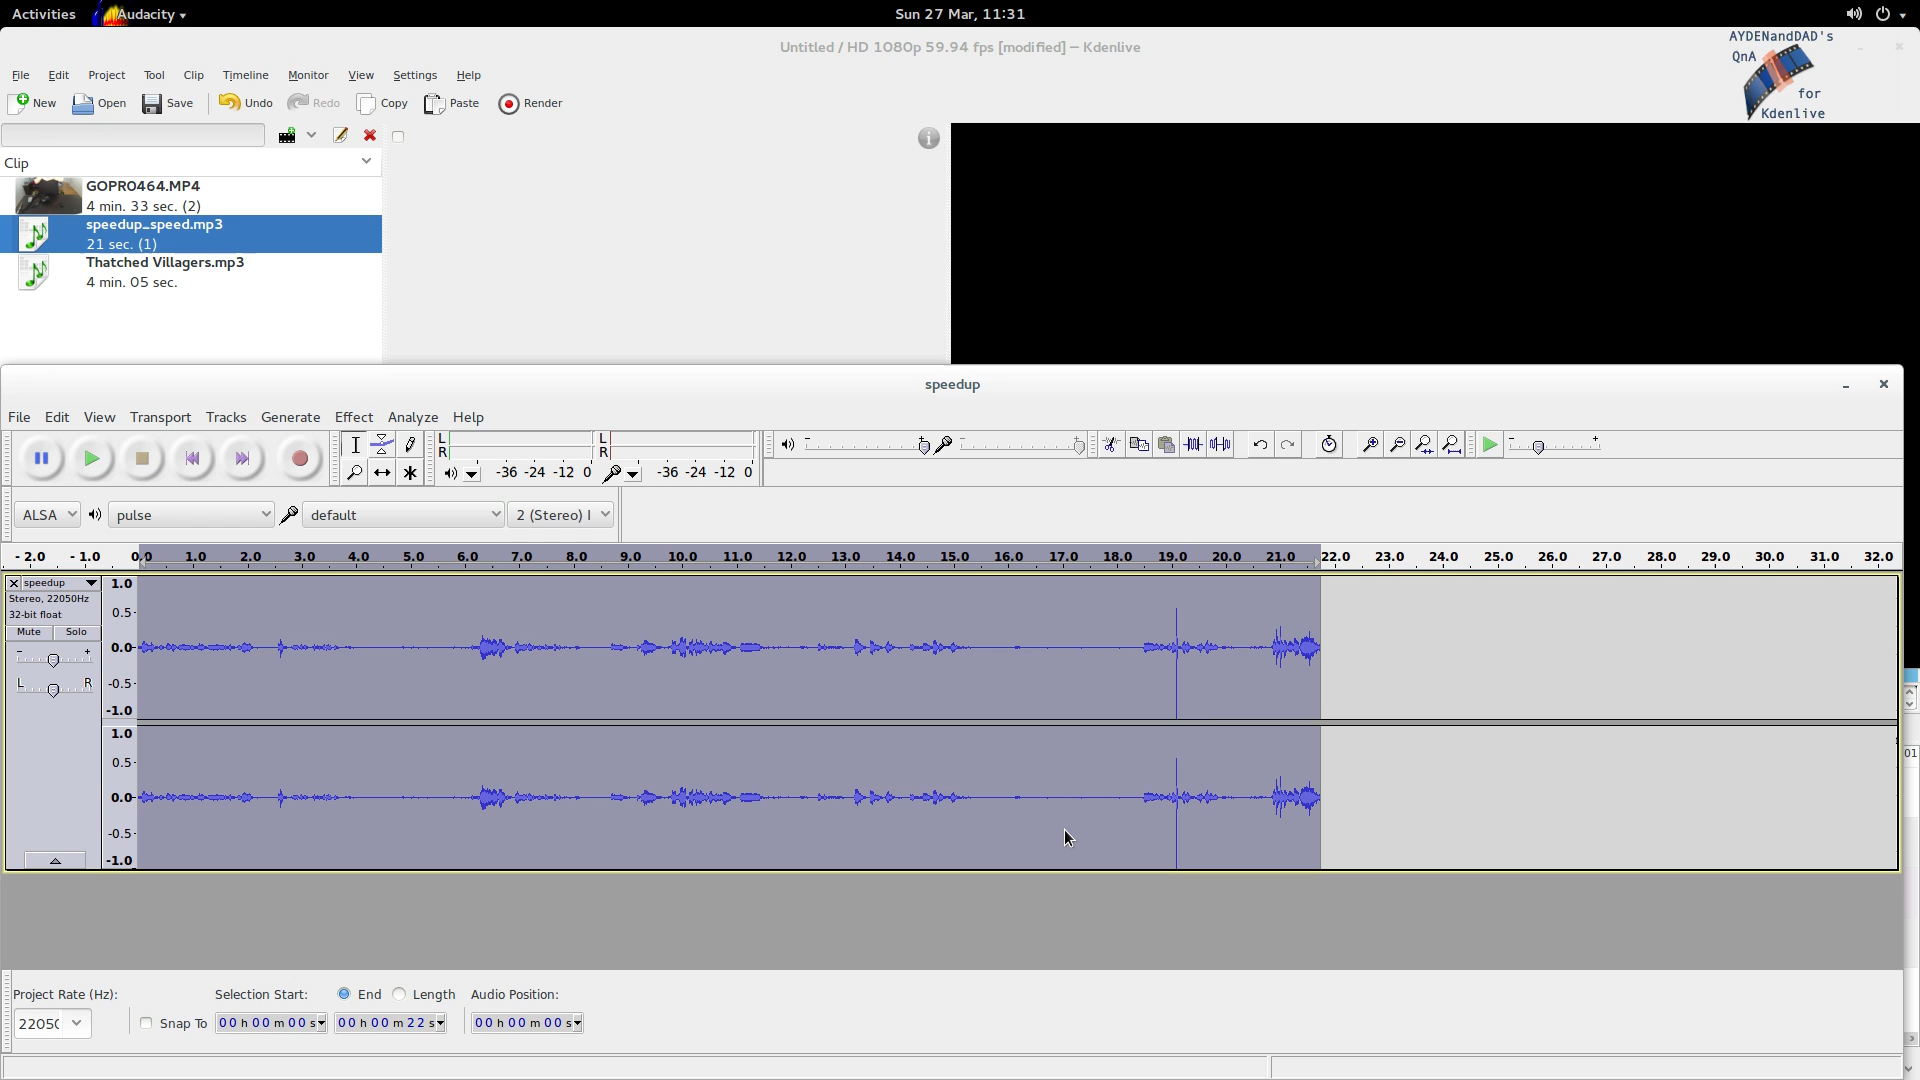 Activities Audacity Sun 27 Mar, 11:31
Untitled / HD 1080p 59.94 fps [modified] – Kdenlive
AYDENandDAD's
QnA
for
Kdenlive
File Edit Project Tool Clip Timeline Monitor View Settings Help
New Open Save Undo Redo Copy Paste Render
Clip
GOPRO464.MP4
4 min. 33 sec. (2)
speedup_speed.mp3
21 sec. (1)
Thatched Villagers.mp3
4 min. 05 sec.
speedup
File Edit View Transport Tracks Generate Effect Analyze Help
L L
R R
-36 -24 -12 0 -36 -24 -12 0
ALSA pulse default 2 (Stereo) I
- 2.0 - 1.0 0.0 1.0 2.0 3.0 4.0 5.0 6.0 7.0 8.0 9.0 10.0 11.0 12.0 13.0 14.0 15.0 16.0 17.0 18.0 19.0 20.0 21.0 22.0 23.0 24.0 25.0 26.0 27.0 28.0 29.0 30.0 31.0 32.0
speedup 1.0
Stereo, 22050Hz
32-bit float 0.5
Mute Solo
- + 0.0
L R -0.5
-1.0
1.0
01
0.5
0.0
-0.5
-1.0
Project Rate (Hz): Selection Start: End Length Audio Position:
22050 Snap To 00 h 00 m 00 s 00 h 00 m 22 s 00 h 00 m 00 s